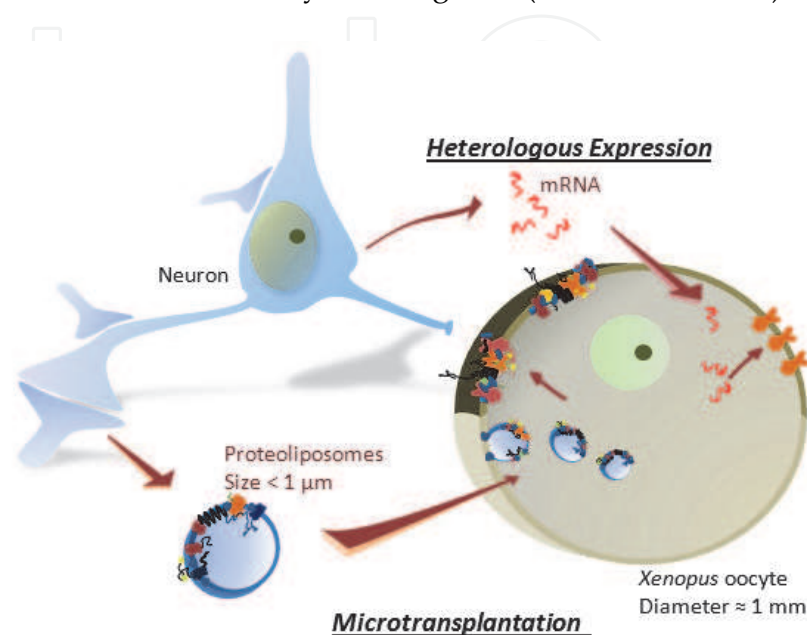 Heterologous Expression
mRNA
Neuron
Proteoliposomes
Size < 1 μm
Xenopus oocyte
Diameter ≈ 1 mm
Microtransplantation